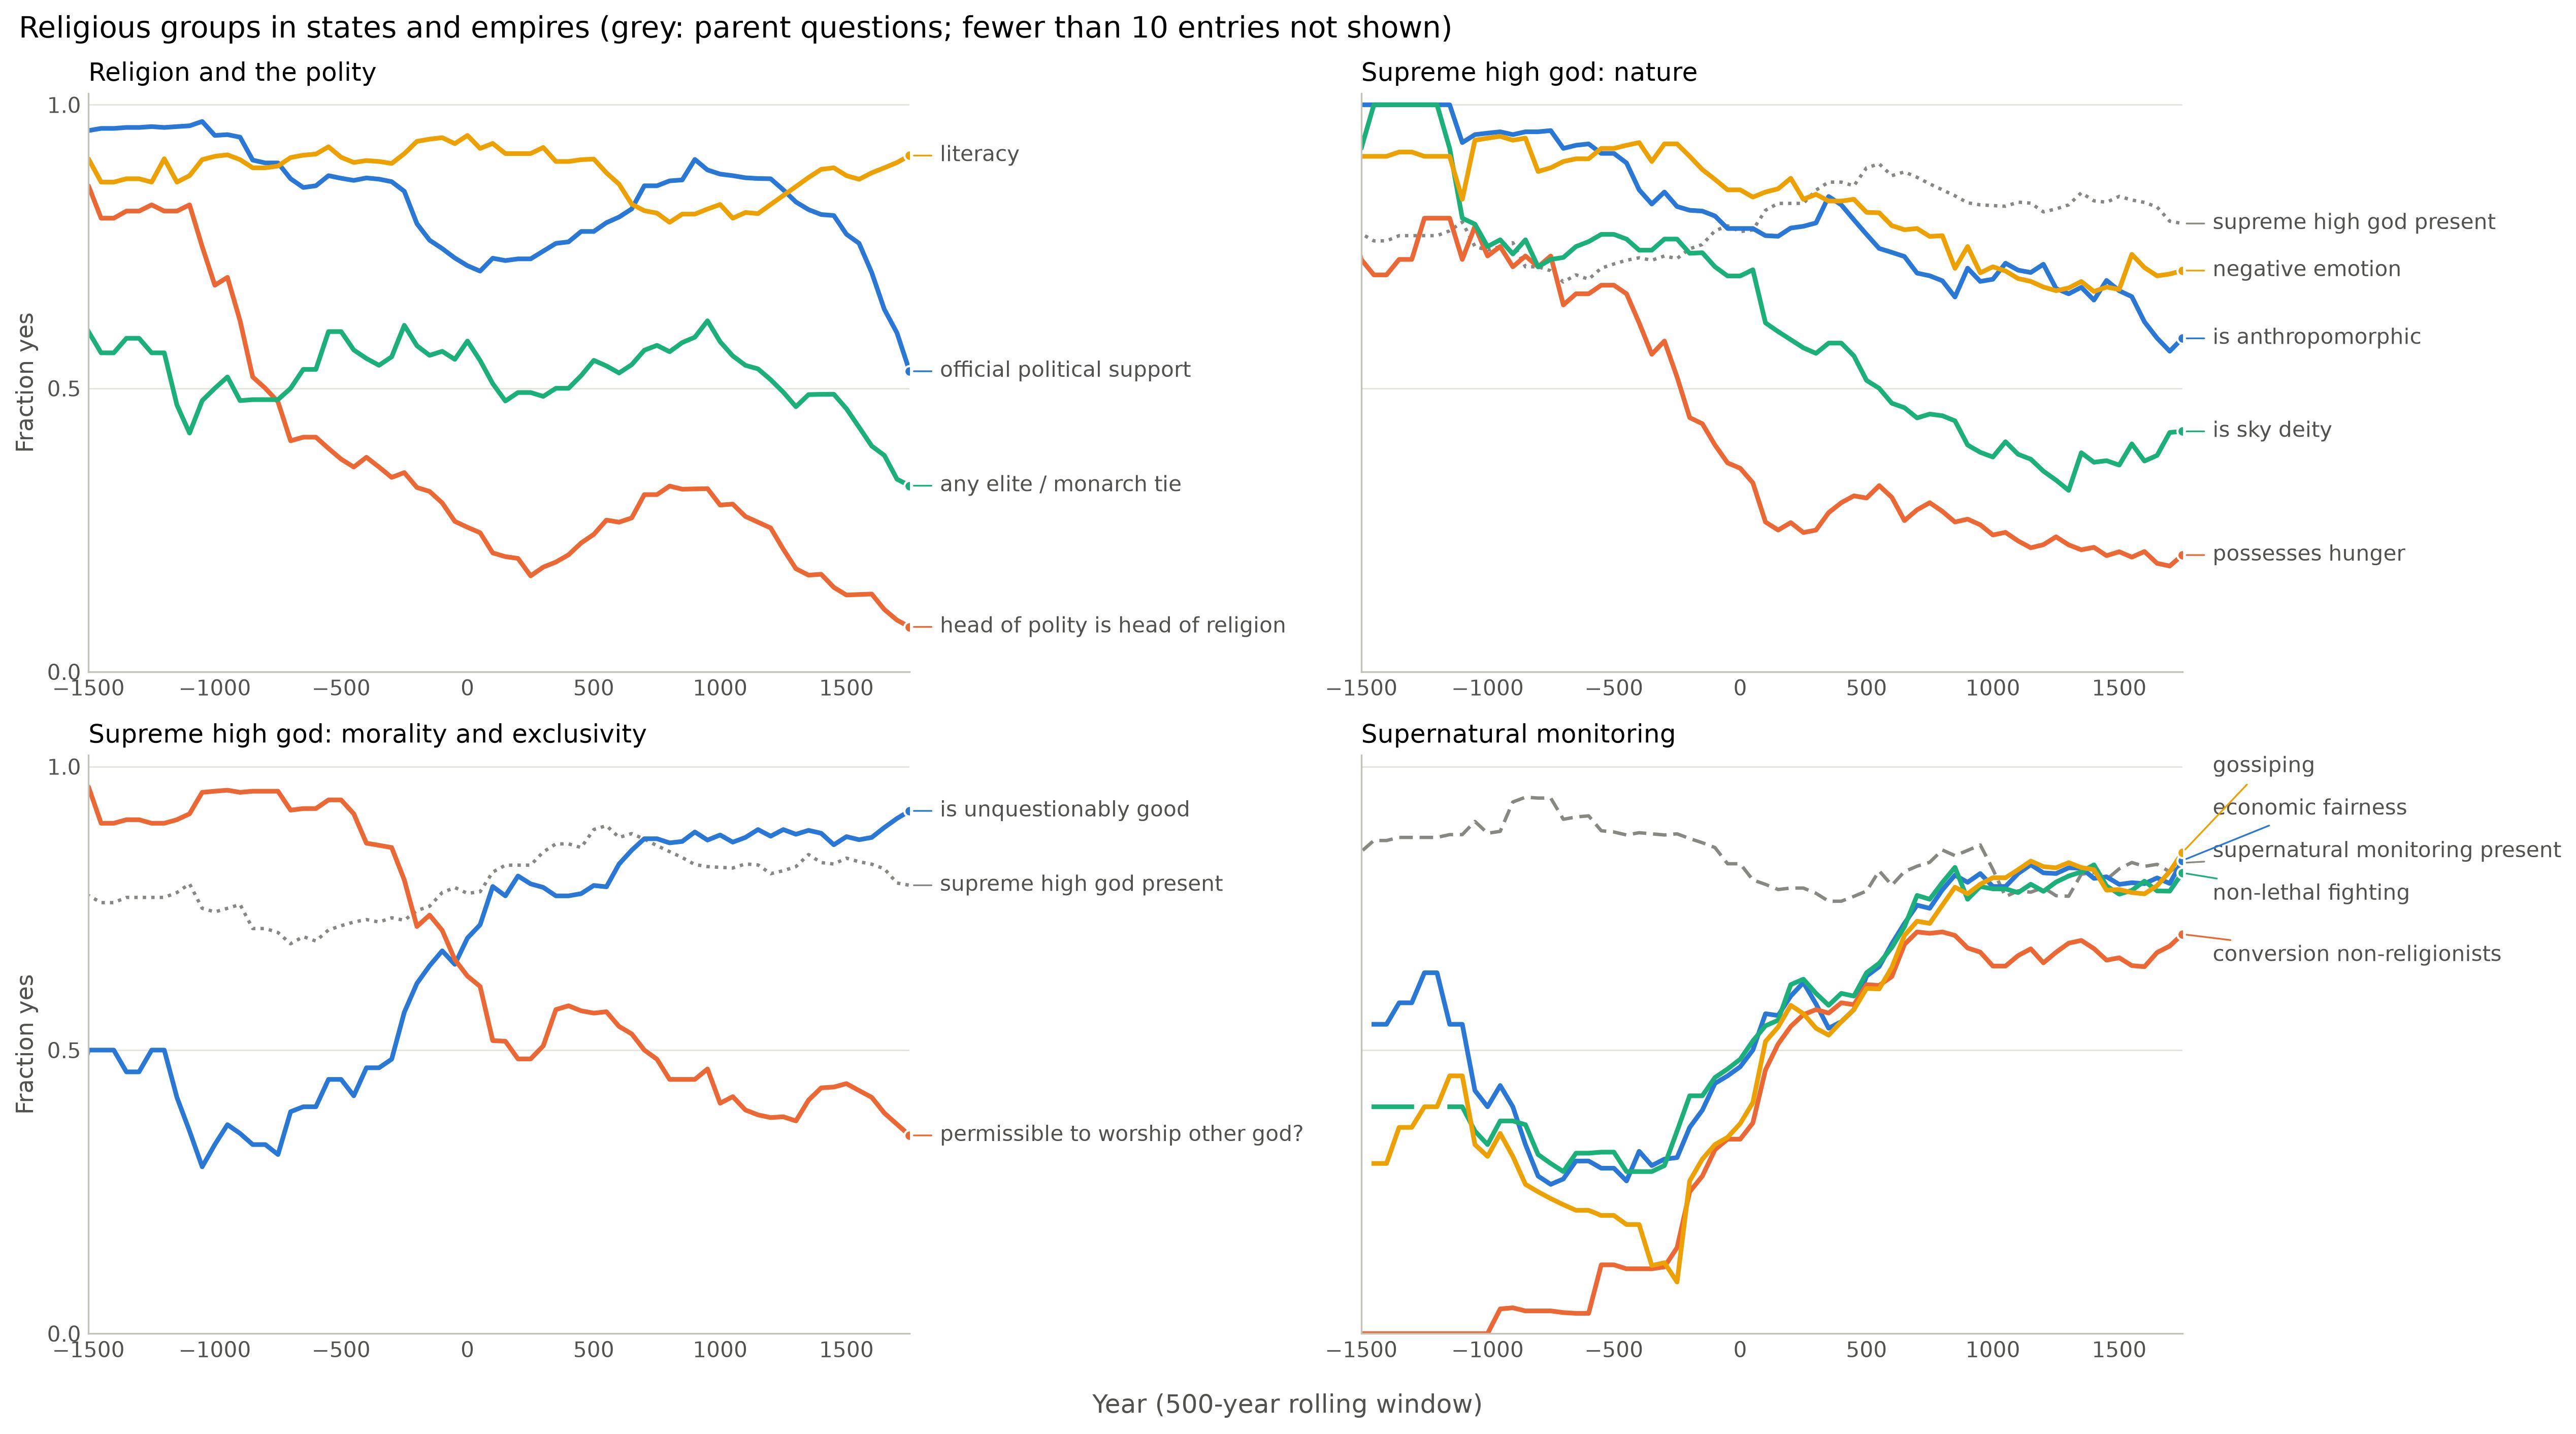 Religious groups in states and empires (grey: parent questions; fewer than 10 entries not shown)
Religion and the polity
1.0
0.5
0.0
Fraction yes
−1500 −1000 −500 0 500 1000 1500
literacy
official political support
any elite / monarch tie
head of polity is head of religion
Supreme high god: nature
−1500 −1000 −500 0 500 1000 1500
supreme high god present
negative emotion
is anthropomorphic
is sky deity
possesses hunger
Supreme high god: morality and exclusivity
1.0
0.5
0.0
Fraction yes
−1500 −1000 −500 0 500 1000 1500
is unquestionably good
supreme high god present
permissible to worship other god?
Supernatural monitoring
−1500 −1000 −500 0 500 1000 1500
gossiping
economic fairness
supernatural monitoring present
non-lethal fighting
conversion non-religionists
Year (500-year rolling window)